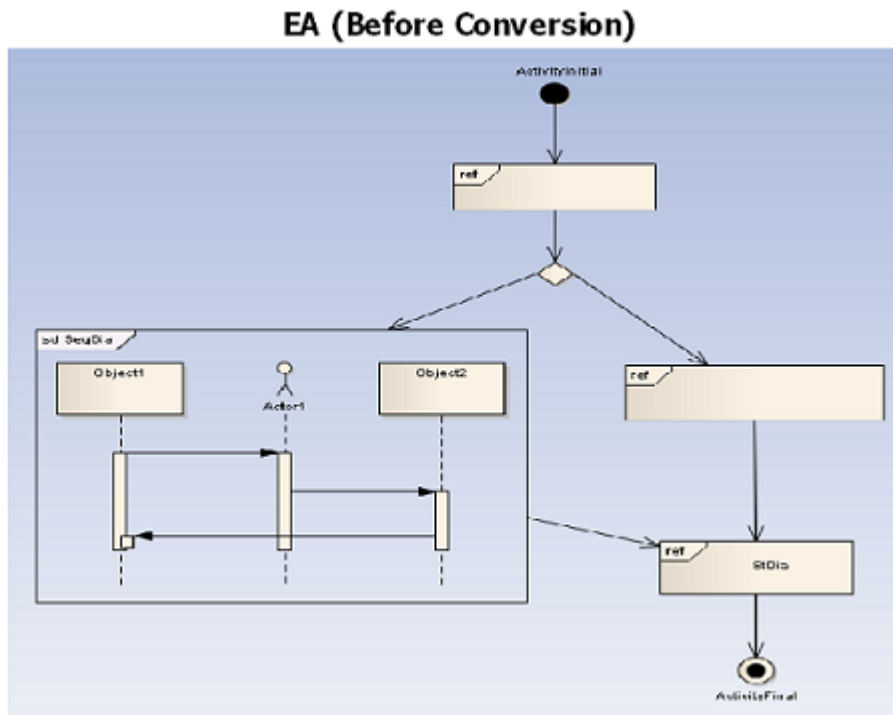 EA (Before Conversion)
ActivityInitial
ref
sd SeqDia
Object1
Actor1
Object2
ref
ref
StDia
ActivityFinal